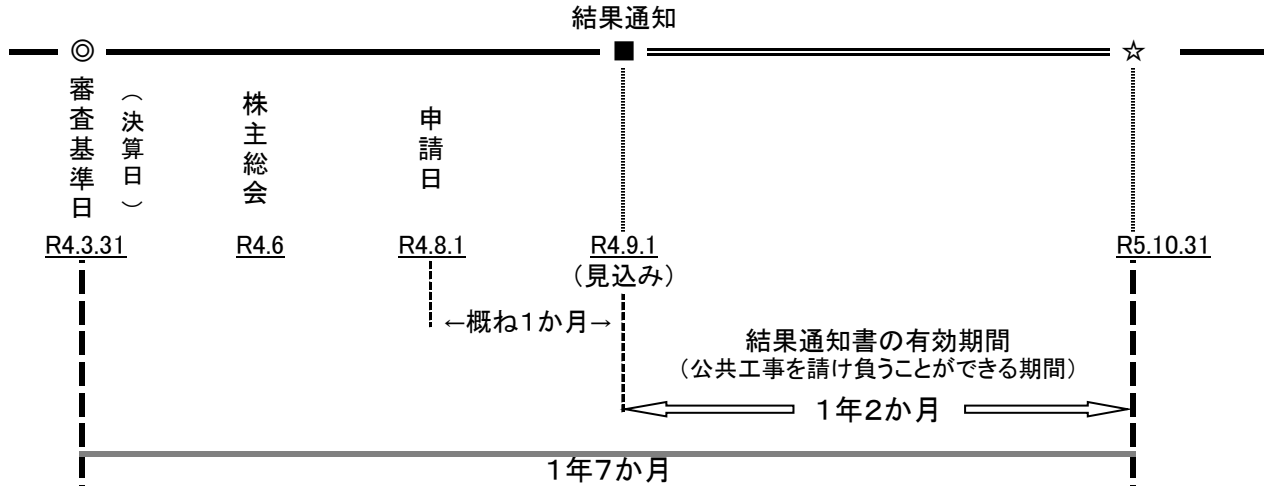 結果通知
◎ ■ ☆
審査基準日
（決算日）
株主総会
申請日
R4.3.31
R4.6
R4.8.1
R4.9.1
（見込み）
R5.10.31
←概ね１か月→
結果通知書の有効期間
（公共工事を請け負うことができる期間）
１年２か月
１年７か月